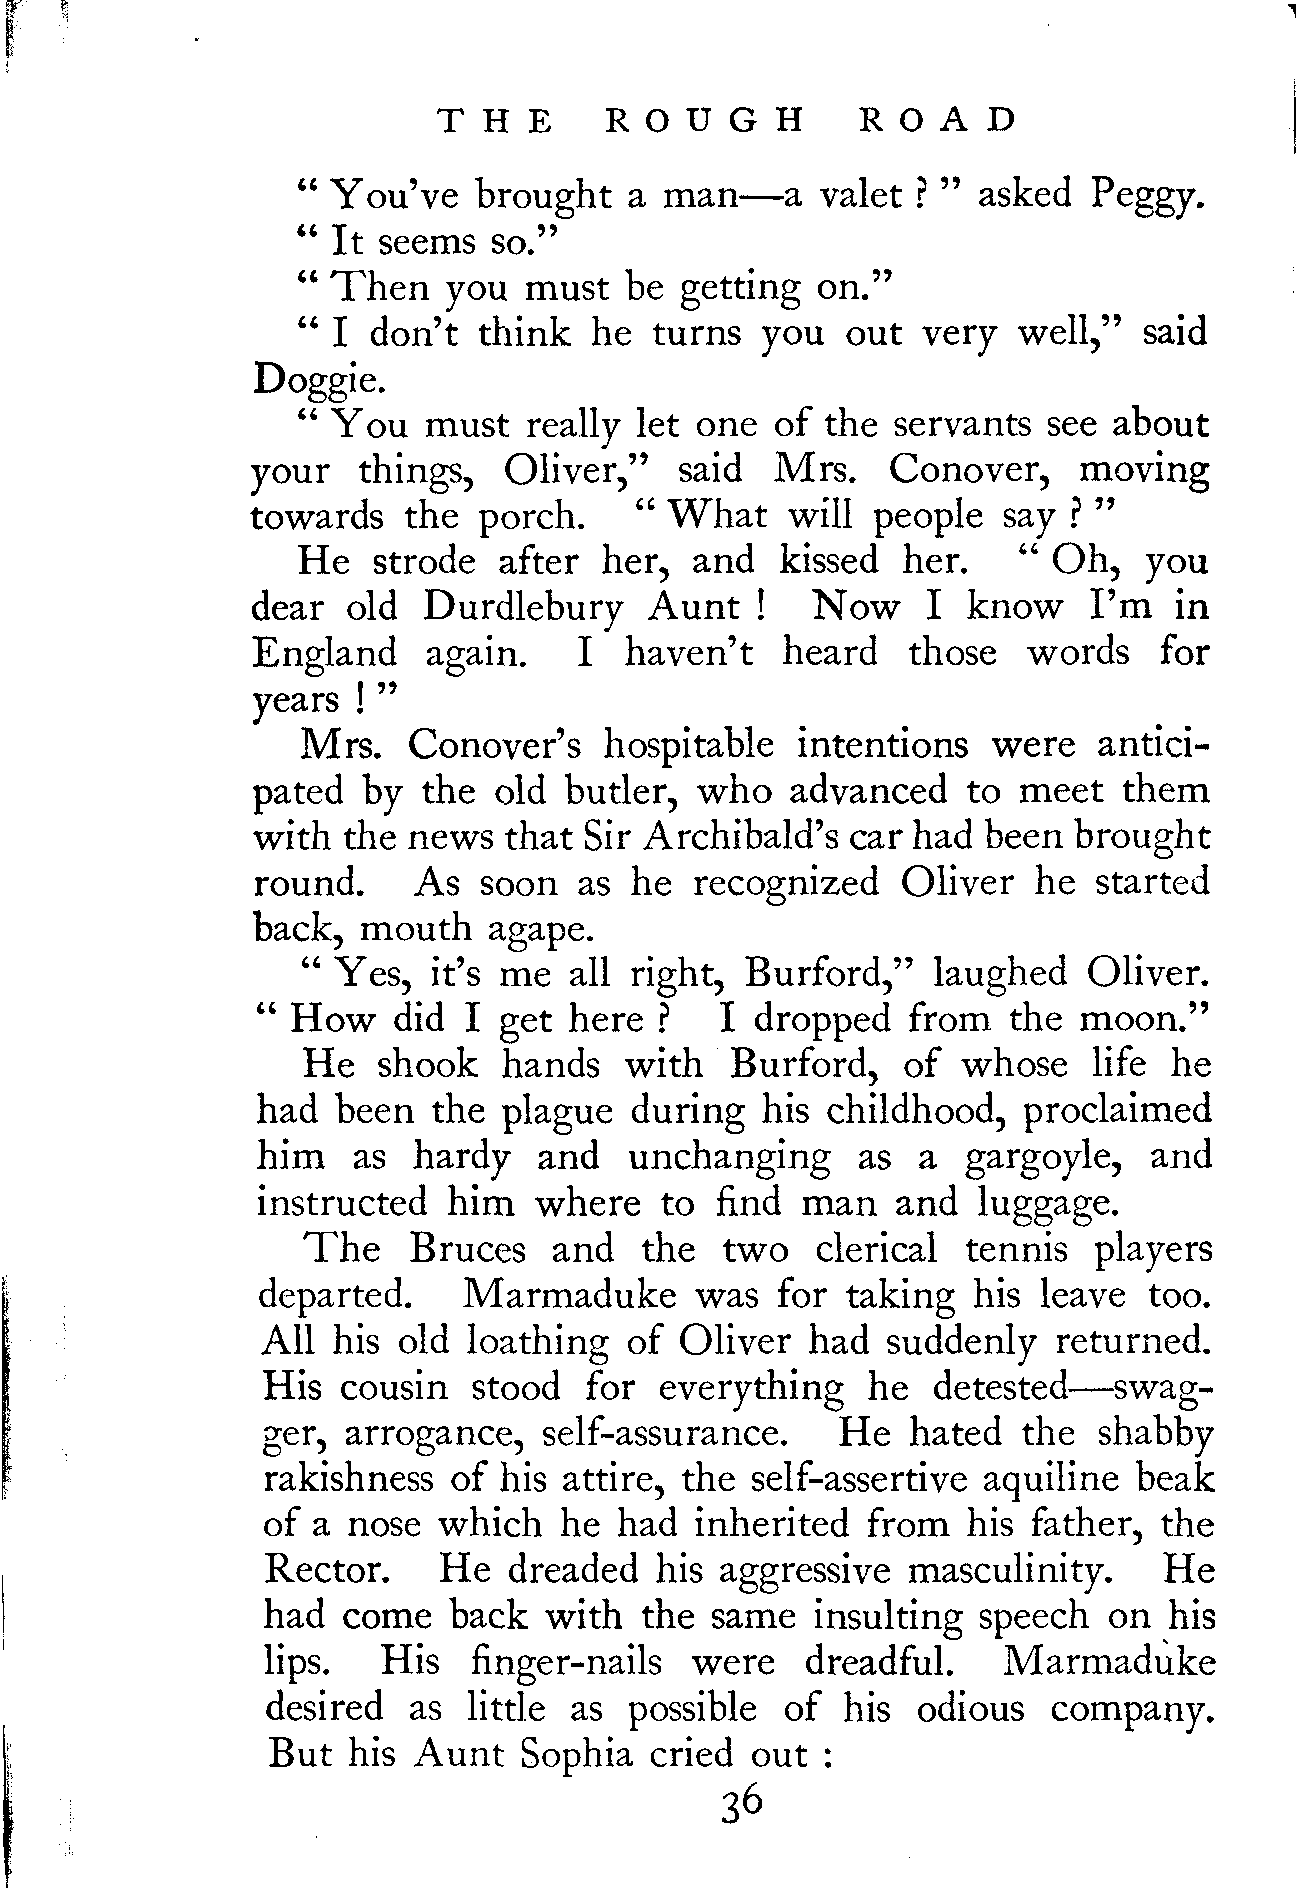 THE ROUGH ROAD
“ You've brought a man—a valet ? ” asked Peggy.
“ It seems so.”
“ Then you must be getting on.”
“ I don't think he turns you out very well,” said
Doggie.
“ You must really let one of the servants see about
your things, Oliver,” said Mrs. Conover, moving
towards the porch. “ What will people say ? ”
He strode after her, and kissed her. “ Oh, you
dear old Durdlebury Aunt ! Now I know I'm in
England again. I haven't heard those words for
years ! ”
Mrs. Conover's hospitable intentions were antici-
pated by the old butler, who advanced to meet them
with the news that Sir Archibald's car had been brought
round. As soon as he recognized Oliver he started
back, mouth agape.
“ Yes, it's me all right, Burford,” laughed Oliver.
“ How did I get here ? I dropped from the moon.”
He shook hands with Burford, of whose life he
had been the plague during his childhood, proclaimed
him as hardy and unchanging as a gargoyle, and
instructed him where to find man and luggage.
The Bruces and the two clerical tennis players
departed. Marmaduke was for taking his leave too.
All his old loathing of Oliver had suddenly returned.
His cousin stood for everything he detested—swag-
ger, arrogance, self-assurance. He hated the shabby
rakishness of his attire, the self-assertive aquiline beak
of a nose which he had inherited from his father, the
Rector. He dreaded his aggressive masculinity. He
had come back with the same insulting speech on his
lips. His finger-nails were dreadful. Marmaduke
desired as little as possible of his odious company.
But his Aunt Sophia cried out :
36